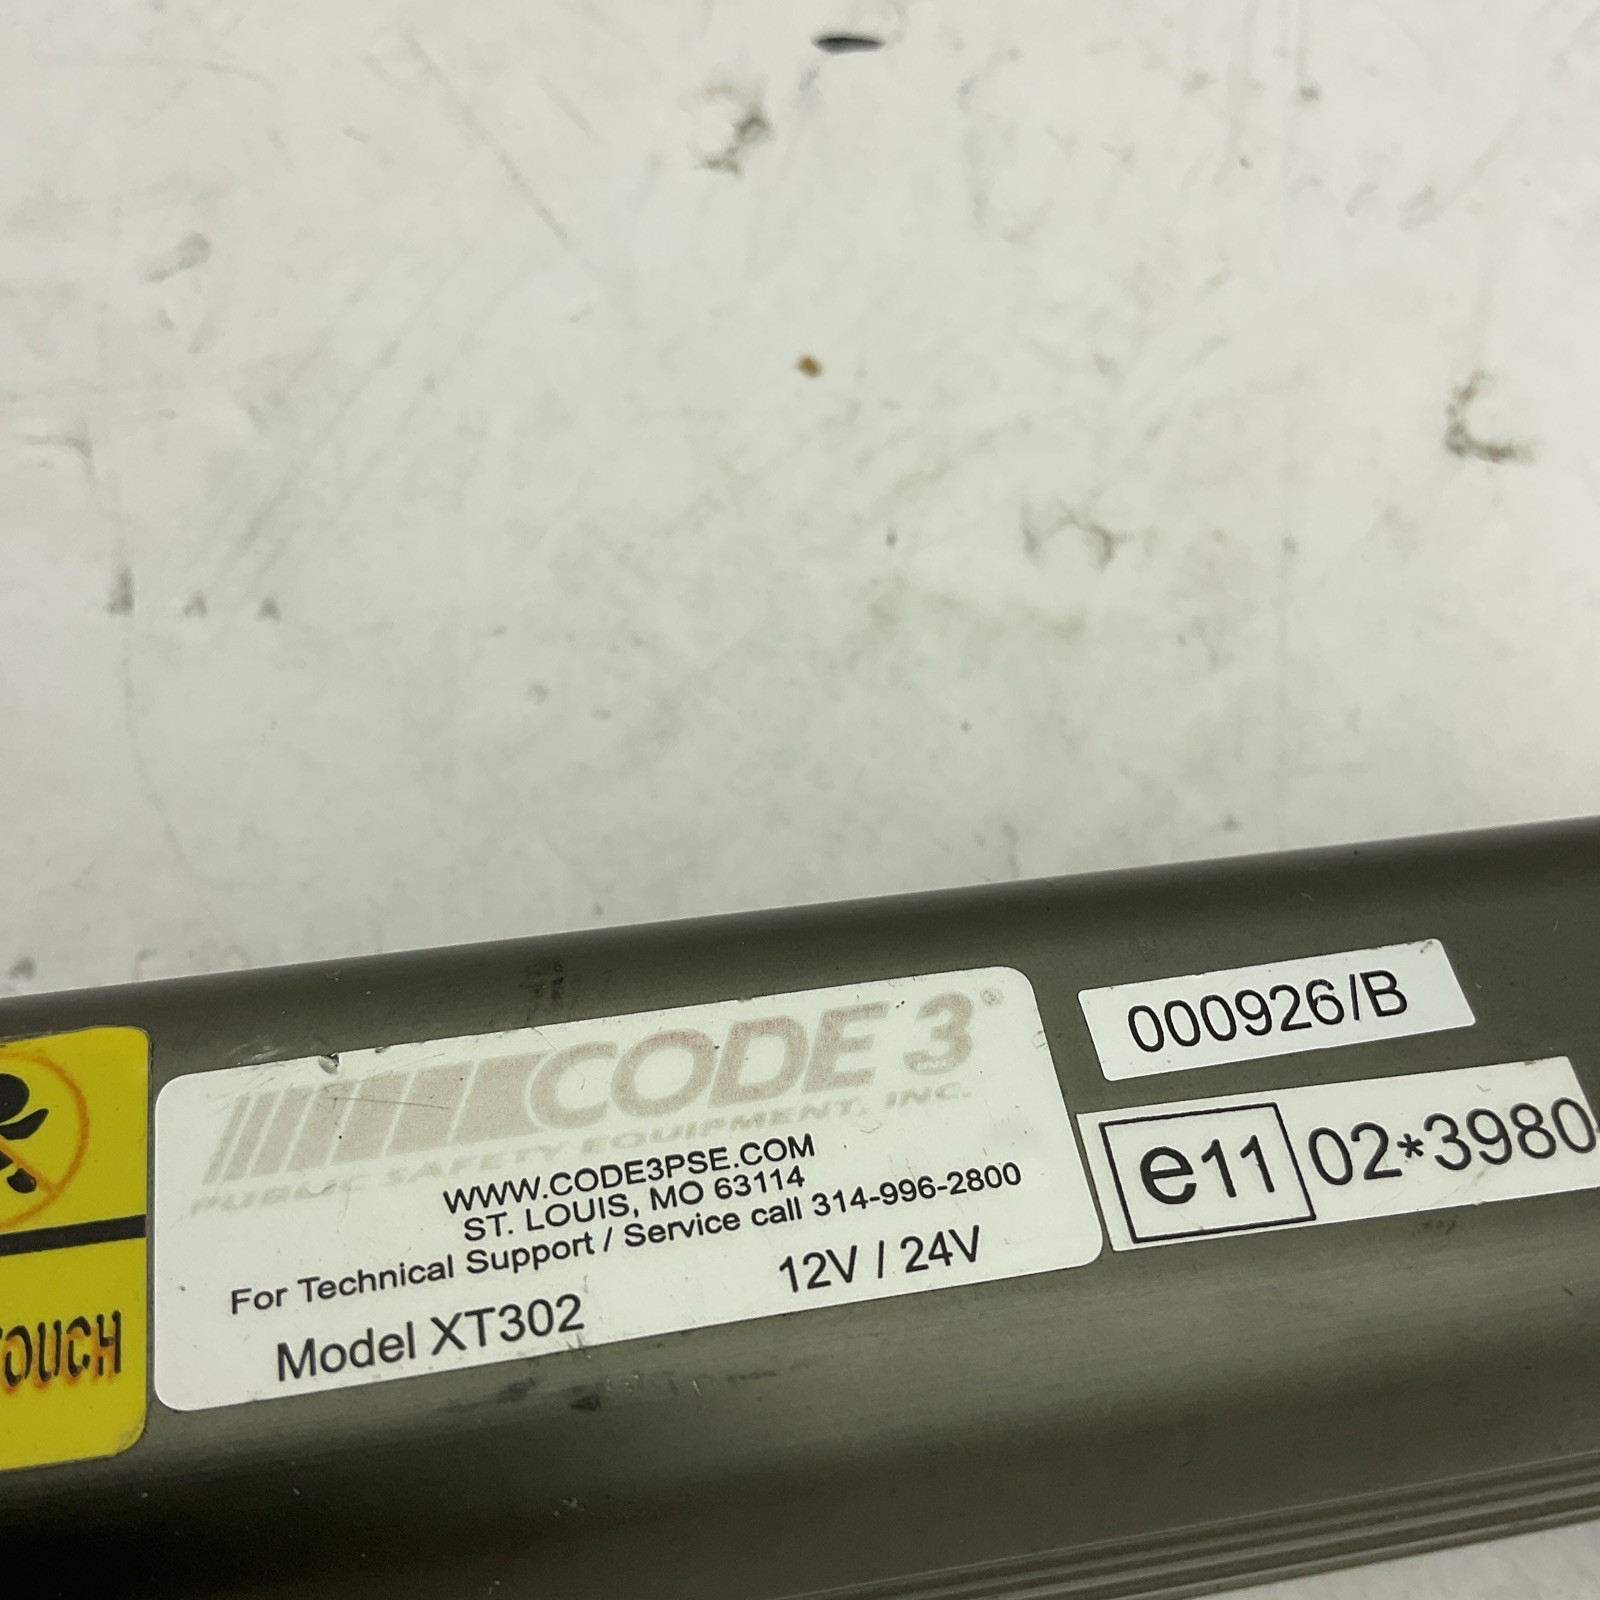 CODE 3®
PUBLIC SAFETY EQUIPMENT, INC.
WWW.CODE3PSE.COM
ST. LOUIS, MO 63114
For Technical Support / Service call 314-996-2800
Model XT302 12V / 24V
000926/B
e11 02*3980
OUCH